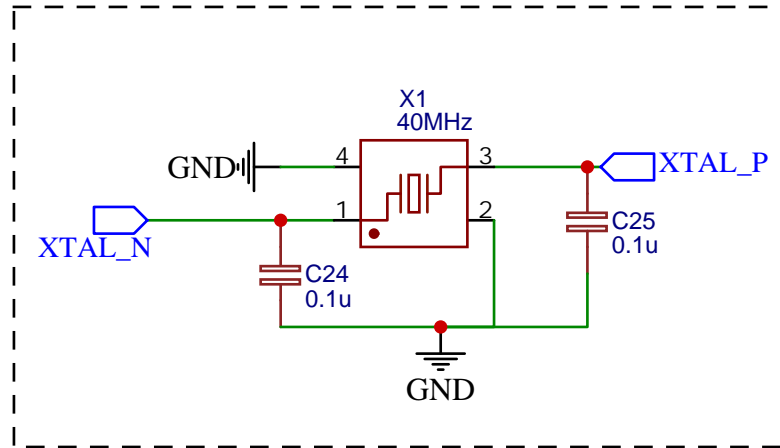 X1
40MHz
GND
4
3
XTAL_P
1
2
XTAL_N
C25
0.1u
C24
0.1u
GND